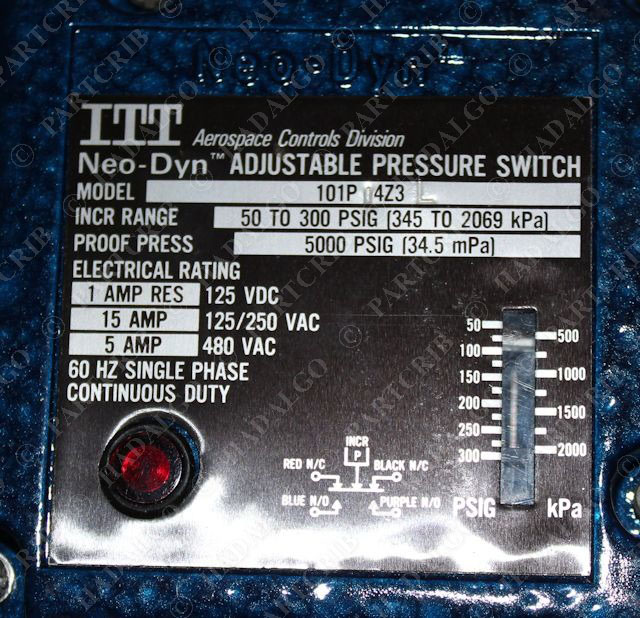 Neo-Dyn
ITT Aerospace Controls Division
Neo-Dyn™ ADJUSTABLE PRESSURE SWITCH
MODEL 101P 4Z3 L
INCR RANGE 50 TO 300 PSIG (345 TO 2069 kPa)
PROOF PRESS 5000 PSIG (34.5 mPa)
ELECTRICAL RATING
1 AMP RES 125 VDC
15 AMP 125/250 VAC
5 AMP 480 VAC
60 HZ SINGLE PHASE
CONTINUOUS DUTY
50
100
150
200
250
300
500
1000
1500
2000
PSIG kPa
INCR
P
RED N/C BLACK N/C
BLUE N/O PURPLE N/O
© PARTCRIB
© HADALGO